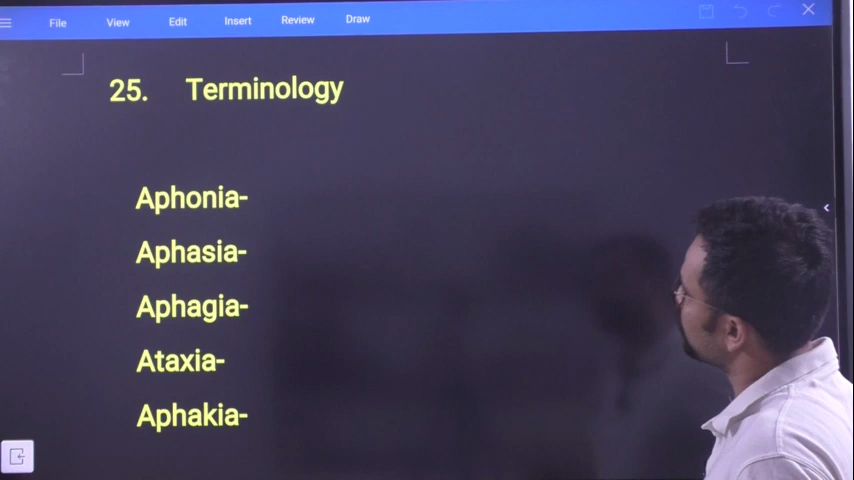 File View Edit Insert Review Draw
25. Terminology
Aphonia-
Aphasia-
Aphagia-
Ataxia-
Aphakia-